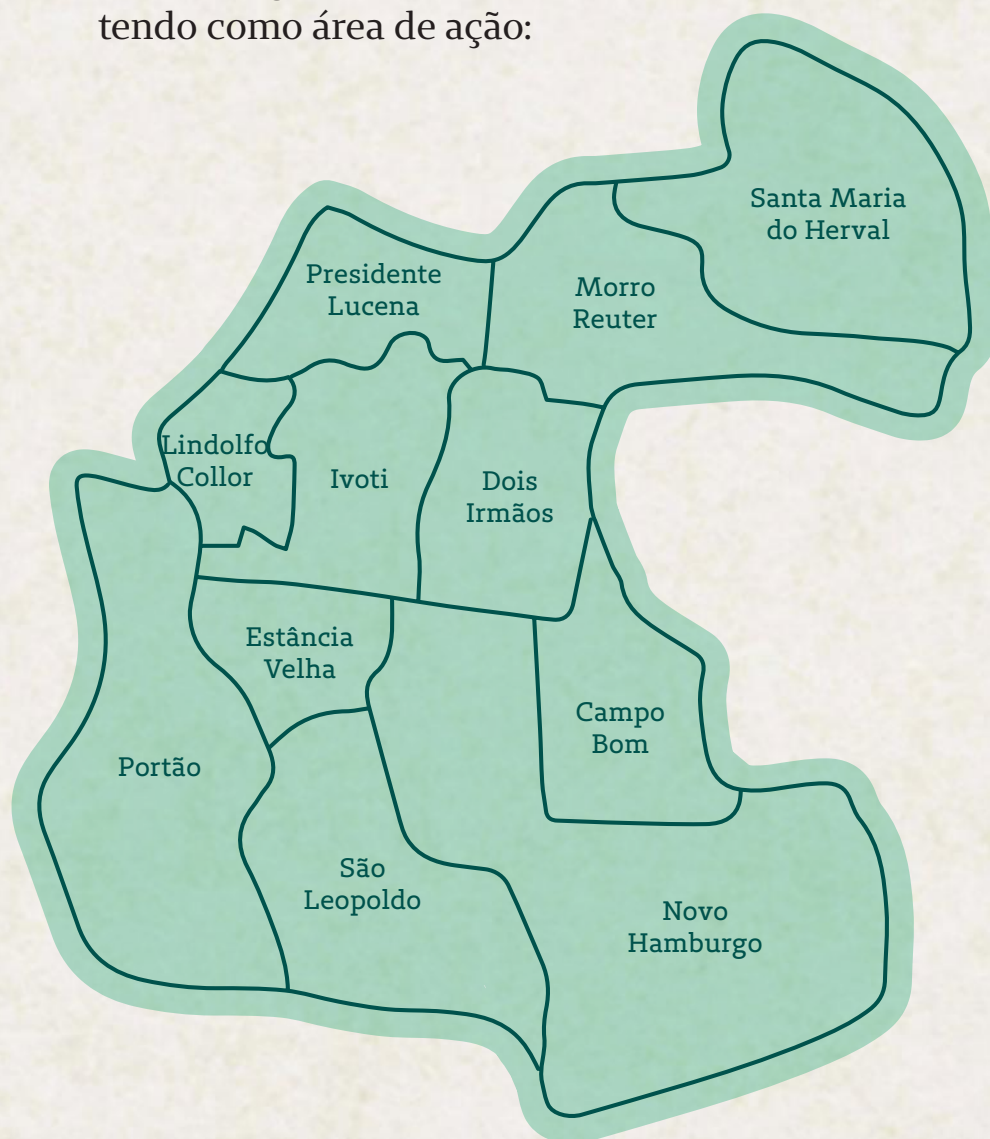 tendo como área de ação:
Santa Maria
do Herval
Presidente
Lucena
Morro
Reuter
Lindolfo
Collor
Ivoti
Dois
Irmãos
Estância
Velha
Campo
Bom
Portão
São
Leopoldo
Novo
Hamburgo